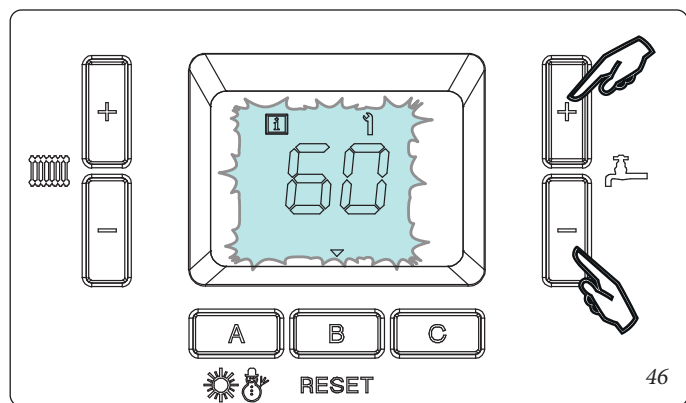 + i +
60
- -
A B C
RESET
46